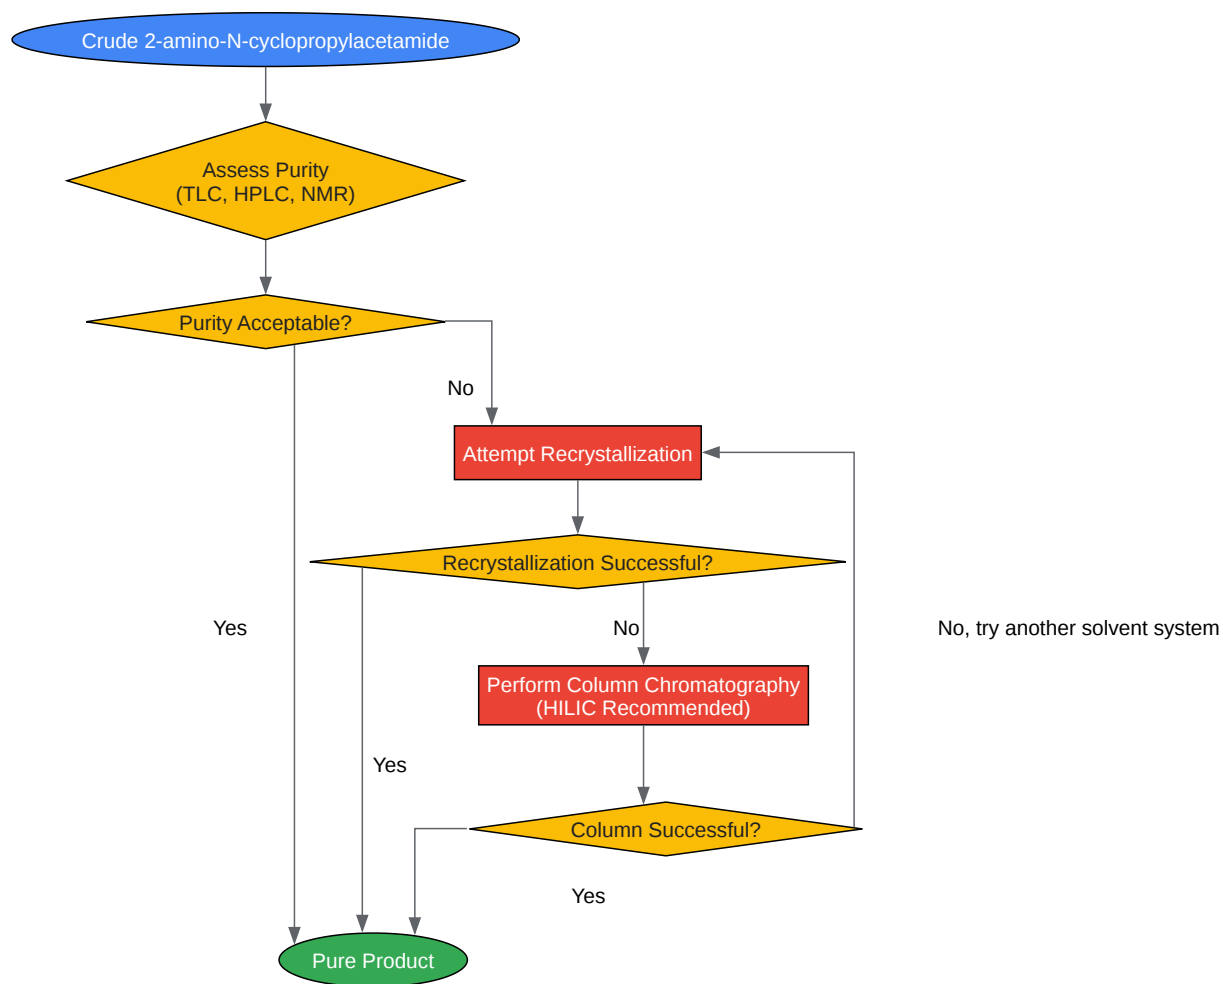 Crude 2-amino-N-cyclopropylacetamide
Assess Purity
(TLC, HPLC, NMR)
Purity Acceptable?
No
Attempt Recrystallization
Recrystallization Successful?
Yes
No
No, try another solvent system
Perform Column Chromatography
(HILIC Recommended)
Yes
Column Successful?
Yes
Pure Product